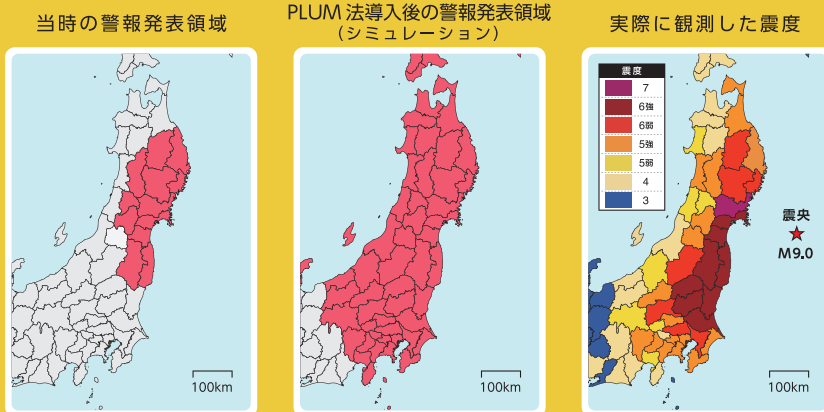 当時の警報発表領域
PLUM 法導入後の警報発表領域
(シミュレーション)
実際に観測した震度
震度
7
6強
6弱
5強
5弱
4
3
震央
M9.0
100km
100km
100km